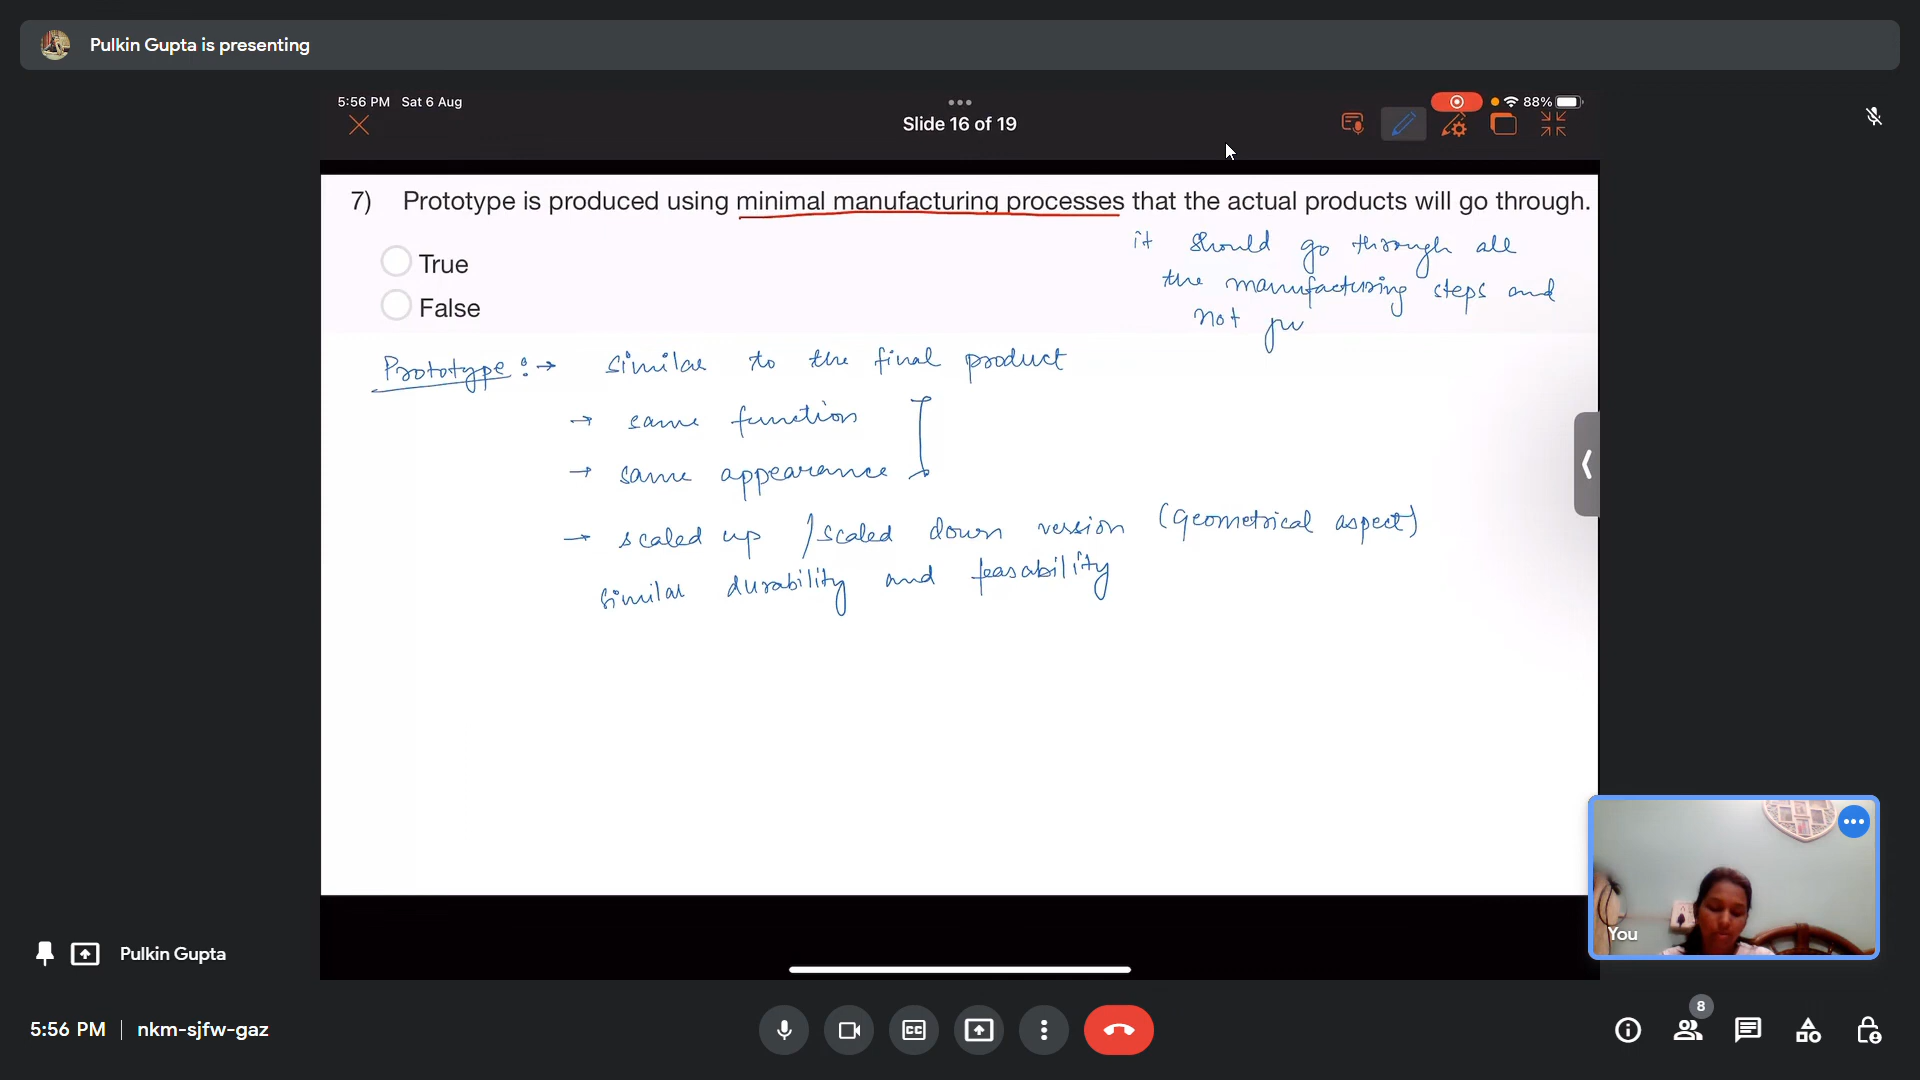 Pulkin Gupta is presenting
5:56 PM Sat 6 Aug
88%
Slide 16 of 19
7) Prototype is produced using minimal manufacturing processes that the actual products will go through.
it should go through all
the manufacturing steps and
not ju
True
False
Prototype :→ similar to the final product
→ same function
→ same appearance
→ scaled up / scaled down version (Geometrical aspect)
similar durability and feasability
You
Pulkin Gupta
5:56 PM | nkm-sjfw-gaz
CC
8